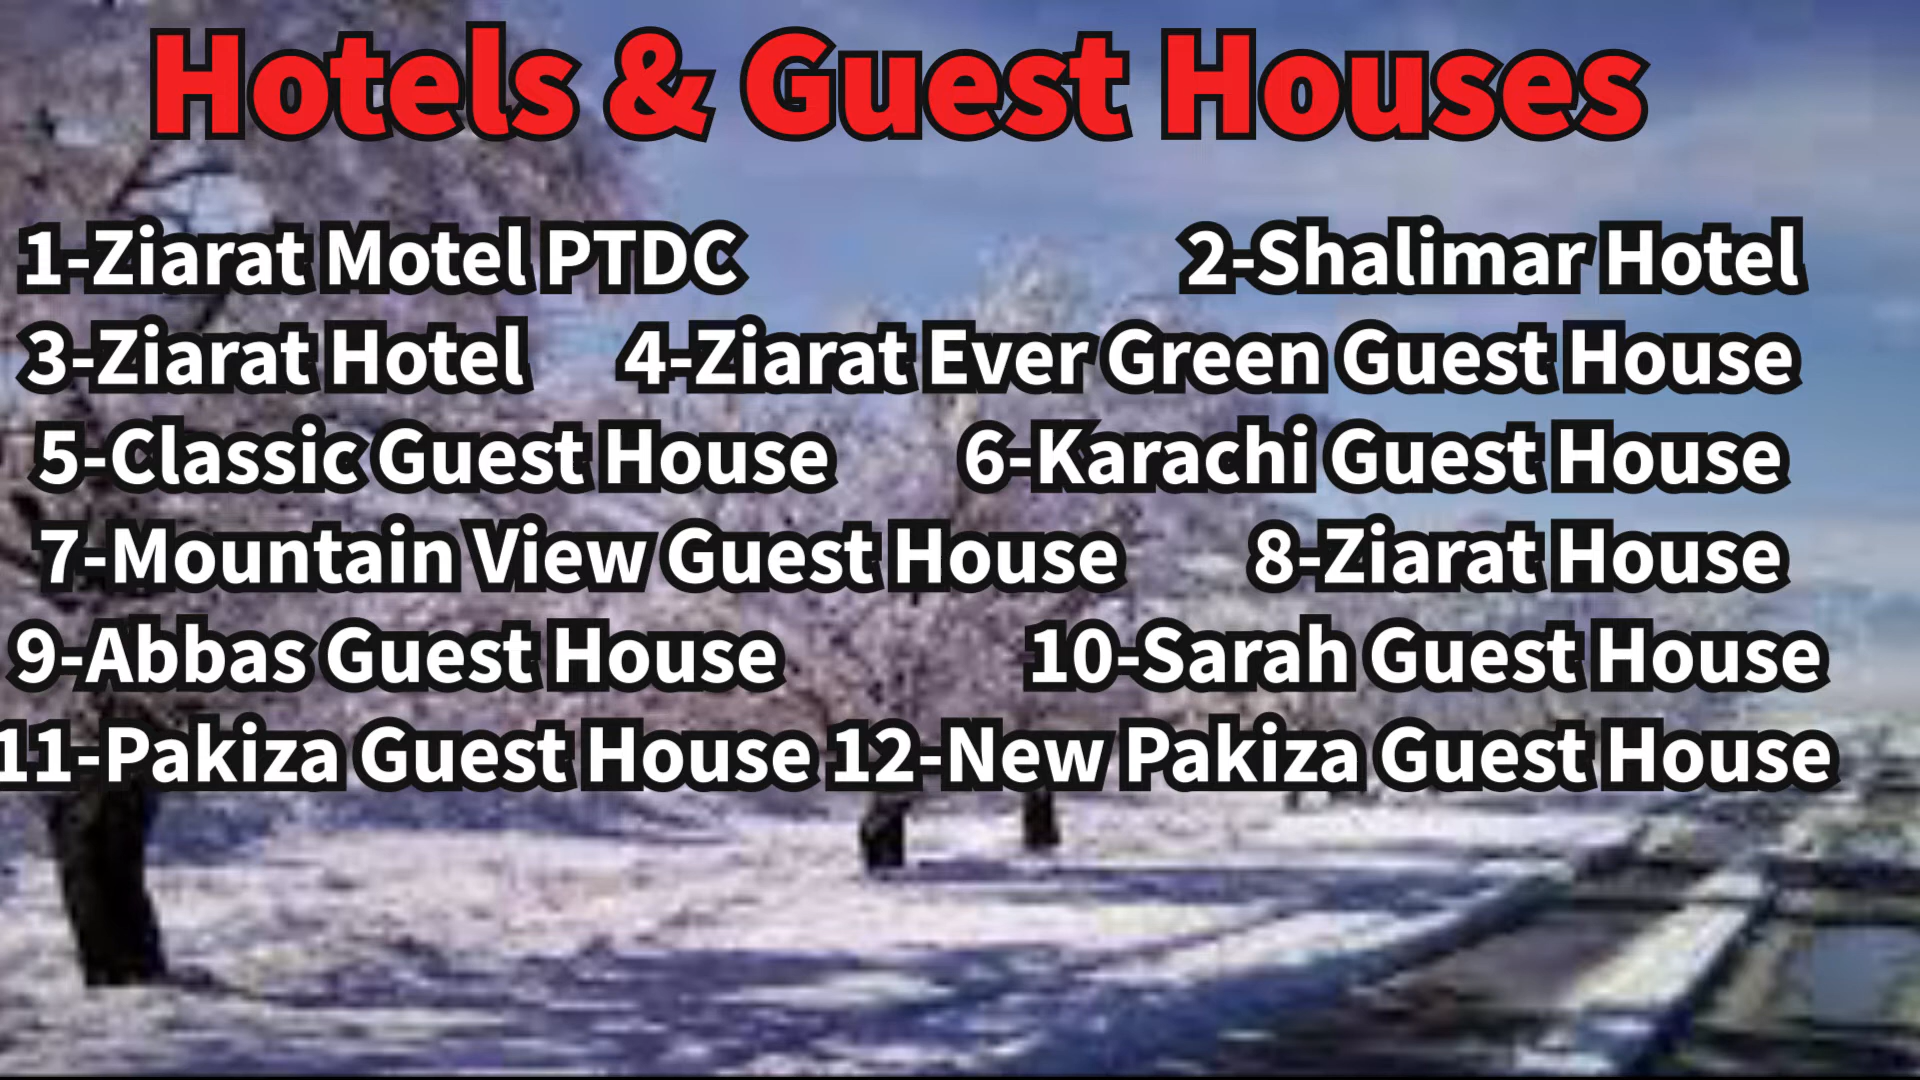 Hotels & Guest Houses
1-Ziarat Motel PTDC 2-Shalimar Hotel
3-Ziarat Hotel 4-Ziarat Ever Green Guest House
5-Classic Guest House 6-Karachi Guest House
7-Mountain View Guest House 8-Ziarat House
9-Abbas Guest House 10-Sarah Guest House
11-Pakiza Guest House 12-New Pakiza Guest House